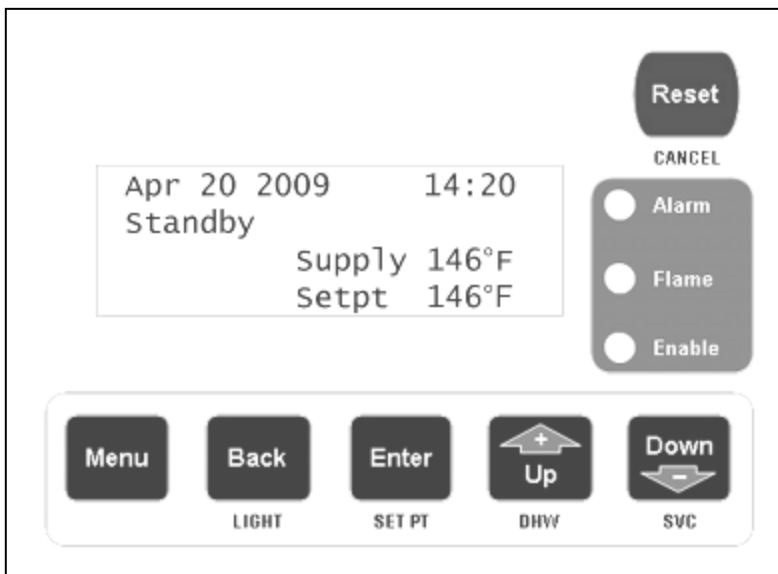 Reset
CANCEL
Apr 20 2009 14:20
Standby
Supply 146°F
Setpt 146°F
Alarm
Flame
Enable
Menu
Back
Enter
+
Up
Down
-
LIGHT
SET PT
DHW
SVC